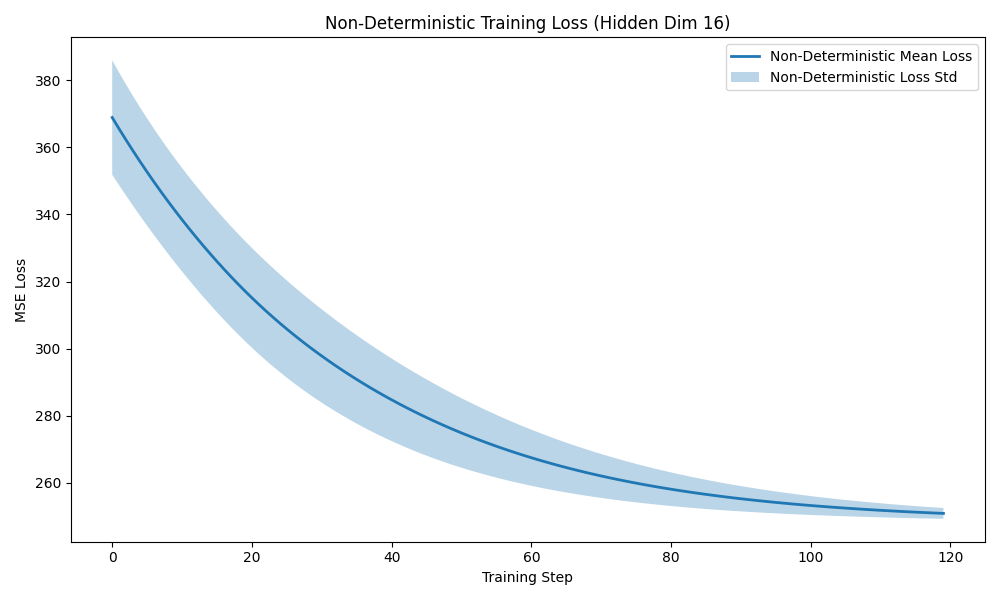 Non-Deterministic Training Loss (Hidden Dim 16)
Non-Deterministic Mean Loss
Non-Deterministic Loss Std
MSE Loss
380
360
340
320
300
280
260
0 20 40 60 80 100 120
Training Step